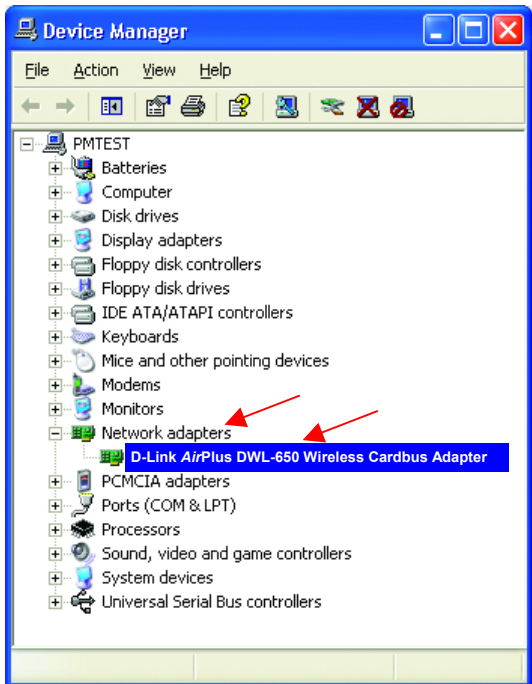 Device Manager
File Action View Help
PMTEST
Batteries
Computer
Disk drives
Display adapters
Floppy disk controllers
Floppy disk drives
IDE ATA/ATAPI controllers
Keyboards
Mice and other pointing devices
Modems
Monitors
Network adapters
D-Link AirPlus DWL-650 Wireless Cardbus Adapter
PCMCIA adapters
Ports (COM & LPT)
Processors
Sound, video and game controllers
System devices
Universal Serial Bus controllers